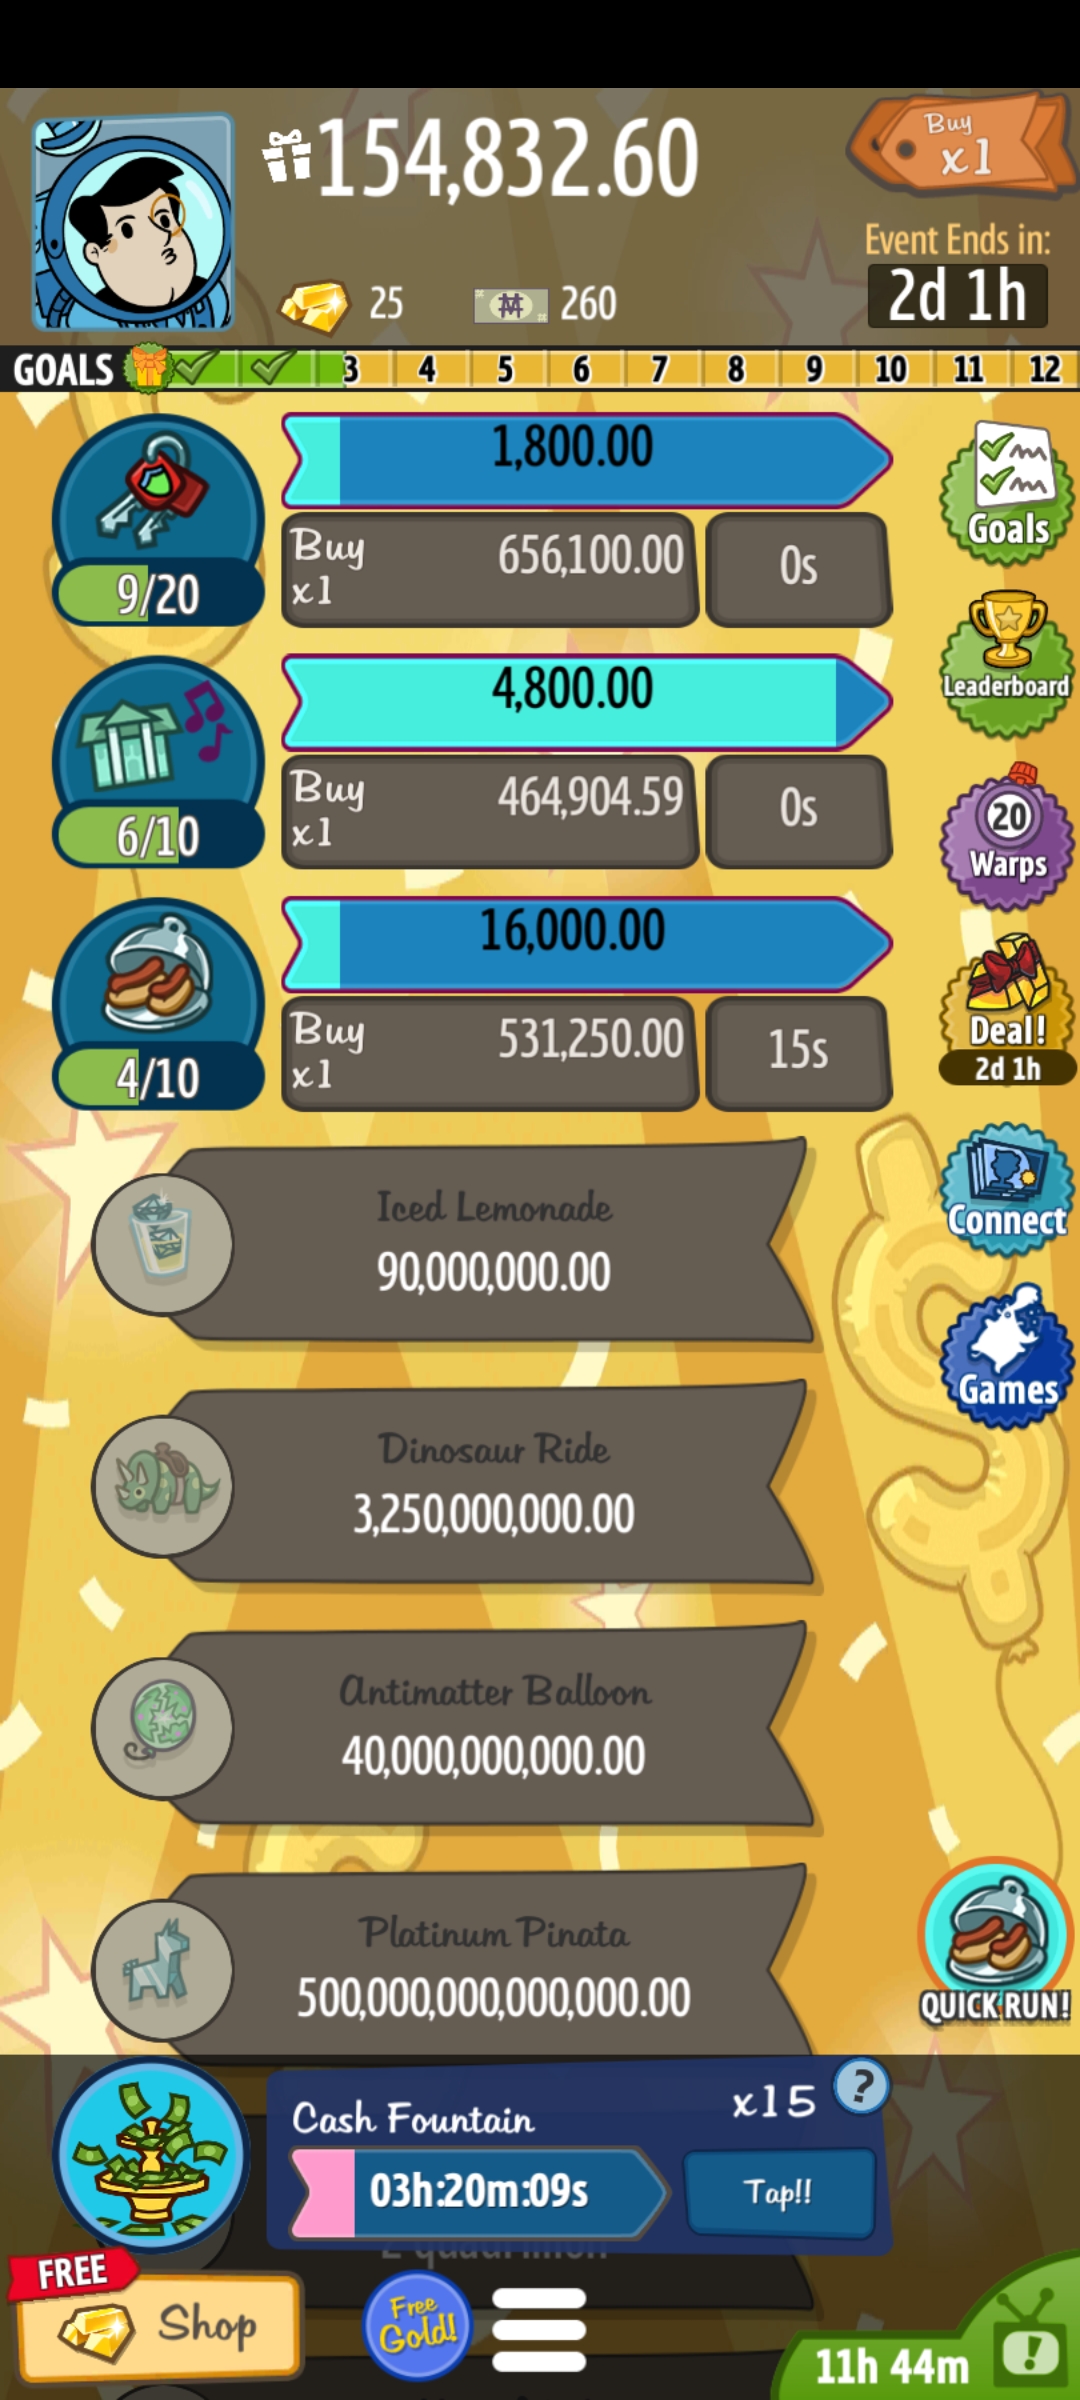 154,832.60
Buy
x1
Event Ends in:
2d 1h
25
260
GOALS 3 4 5 6 7 8 9 10 11 12
1,800.00
Buy
x1
656,100.00
0s
9/20
Goals
4,800.00
Buy
x1
464,904.59
0s
6/10
Leaderboard
20
Warps
16,000.00
Buy
x1
531,250.00
15s
4/10
Deal!
2d 1h
Iced Lemonade
90,000,000.00
Connect
Games
Dinosaur Ride
3,250,000,000.00
Antimatter Balloon
40,000,000,000.00
Platinum Pinata
500,000,000,000,000.00
QUICK RUN!
Cash Fountain
x15
?
03h:20m:09s
Tap!!
FREE
Shop
Free
Gold!
11h 44m